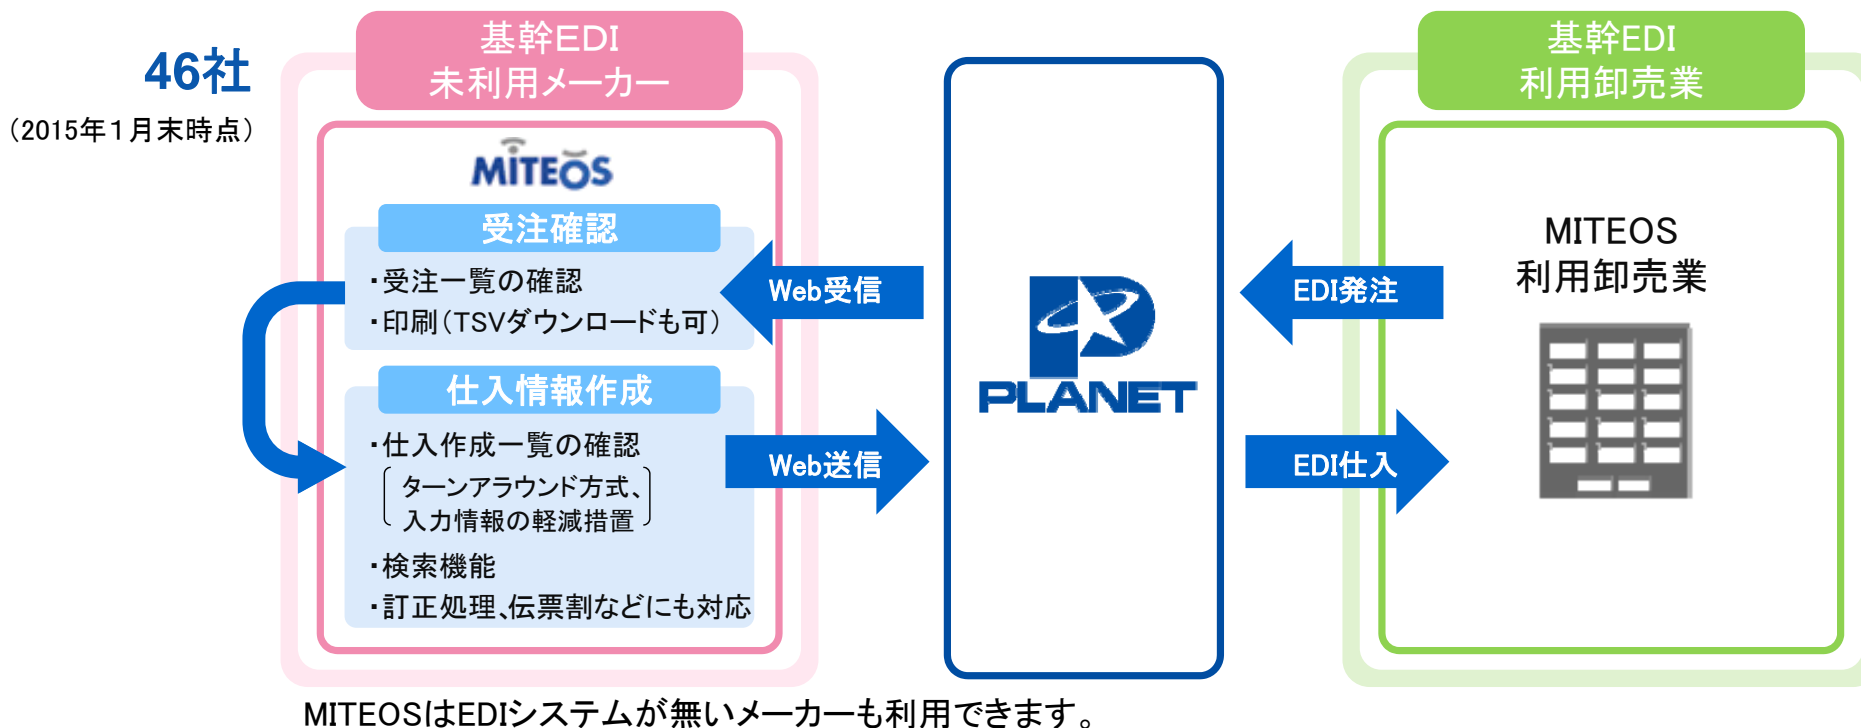 46社
（2015年１月末時点）
基幹ＥＤＩ
未利用メーカー
MITEOS
受注確認
・受注一覧の確認
・印刷（TSVダウンロードも可）
仕入情報作成
・仕入作成一覧の確認
ターンアラウンド方式、
入力情報の軽減措置
・検索機能
・訂正処理、伝票割などにも対応
Web受信
Web送信
PLANET
EDI発注
EDI仕入
基幹EDI
利用卸売業
MITEOS
利用卸売業
MITEOSはEDIシステムが無いメーカーも利用できます。